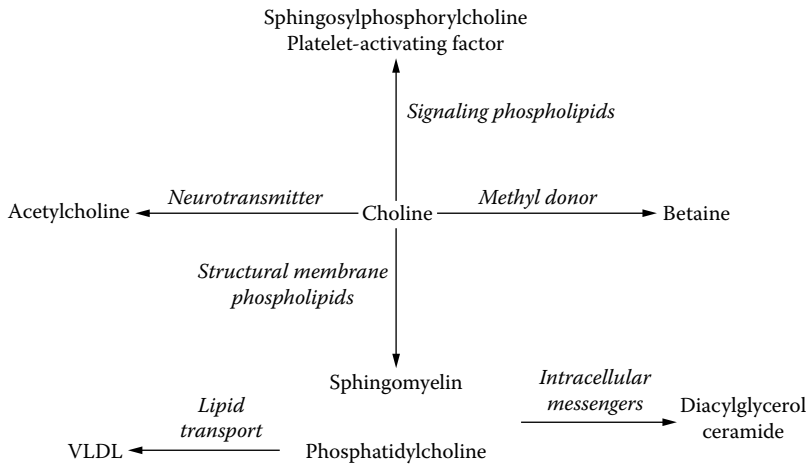 Sphingosylphosphorylcholine
Platelet-activating factor
Signaling phospholipids
Acetylcholine
Neurotransmitter
Choline
Methyl donor
Betaine
Structural membrane
phospholipids
Sphingomyelin
Intracellular
messengers
Diacylglycerol
ceramide
Lipid
transport
VLDL
Phosphatidylcholine